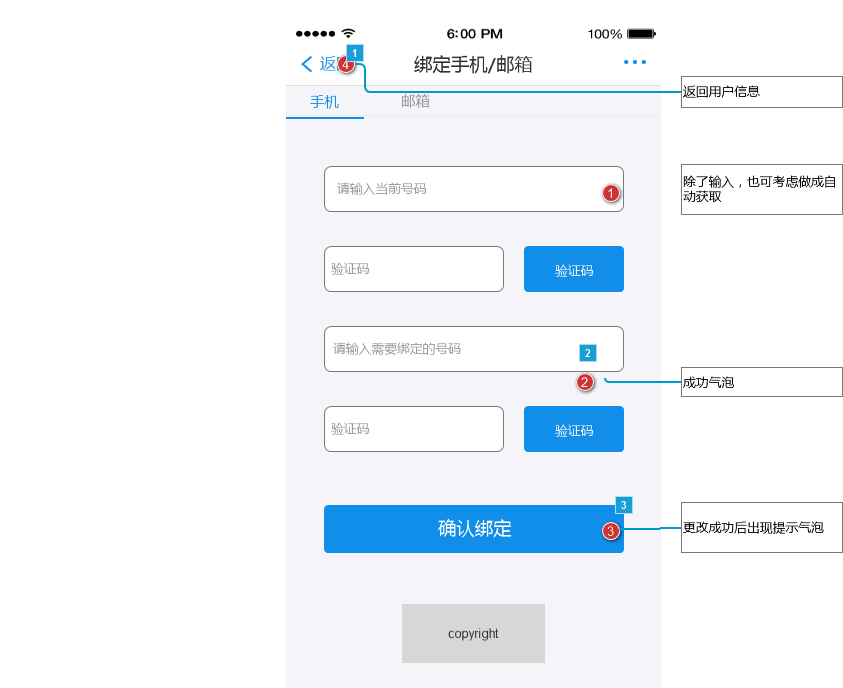 6:00 PM
100%
1
返回
4
绑定手机/邮箱
返回用户信息
手机
邮箱
请输入当前号码
1
除了输入，也可考虑做成自
动获取
验证码
验证码
请输入需要绑定的号码
2
2
成功气泡
验证码
验证码
3
确认绑定
3
更改成功后出现提示气泡
copyright